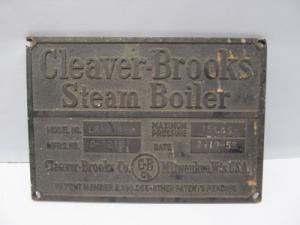 Cleaver-Brooks
Steam Boiler
MODEL NO. MAXIMUM PRESSURE
MFRS. NO. DATE
Cleaver-Brooks Co. C-B Co. Milwaukee, Wis. U.S.A.
PATENT NUMBER OTHER PATENTS PENDING